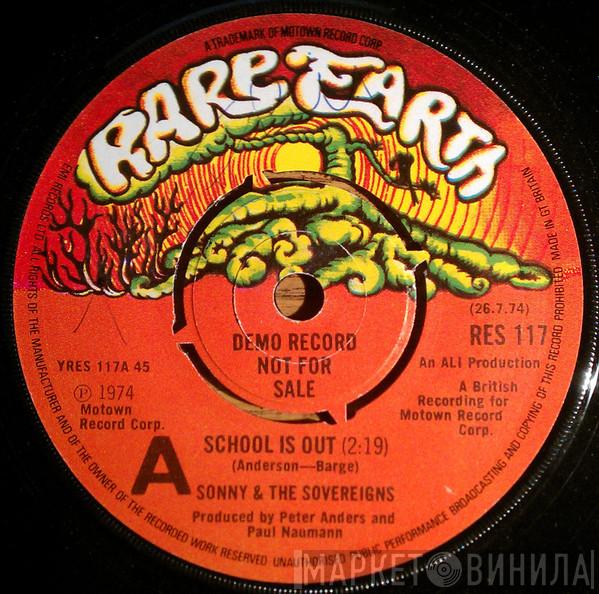 A TRADEMARK OF MOTOWN RECORD CORP.
RARE EARTH
EMI RECORDS LTD. ALL RIGHTS OF THE MANUFACTURER AND OF THE OWNER OF THE RECORDED WORK RESERVED UNAUTHORISED PUBLIC PERFORMANCE BROADCASTING AND COPYING OF THIS RECORD PROHIBITED MADE IN GT BRITAIN
(26.7.74)
RES 117
DEMO RECORD
NOT FOR
SALE
YRES 117A 45
Ⓟ 1974
Motown
Record Corp.
An ALi Production
A British
Recording for
Motown Record
Corp.
A
SCHOOL IS OUT (2:19)
(Anderson—Barge)
SONNY & THE SOVEREIGNS
Produced by Peter Anders and
Paul Naumann
МАРКЕТ ВИНИЛА